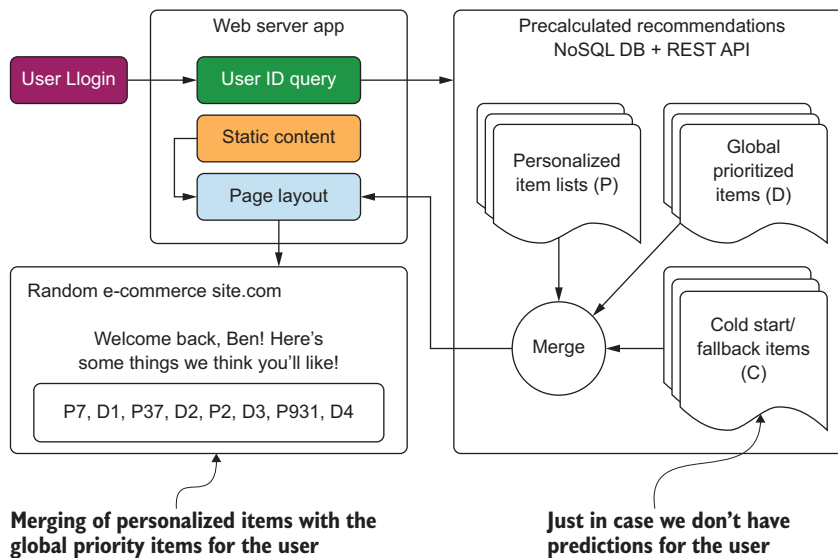 Web server app
User Llogin
User ID query
Static content
Page layout
Precalculated recommendations
NoSQL DB + REST API
Personalized
item lists (P)
Global
prioritized
items (D)
Merge
Cold start/
fallback items
(C)
Random e-commerce site.com
Welcome back, Ben! Here's
some things we think you'll like!
P7, D1, P37, D2, P2, D3, P931, D4
Merging of personalized items with the
global priority items for the user
Just in case we don't have
predictions for the user